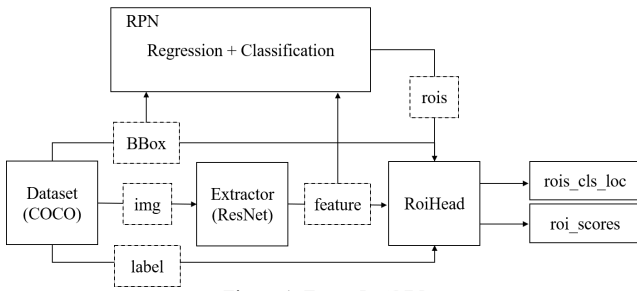 RPN
Regression + Classification
rois
BBox
Dataset
(COCO)
img
Extractor
(ResNet)
feature
RoiHead
rois_cls_loc
roi_scores
label